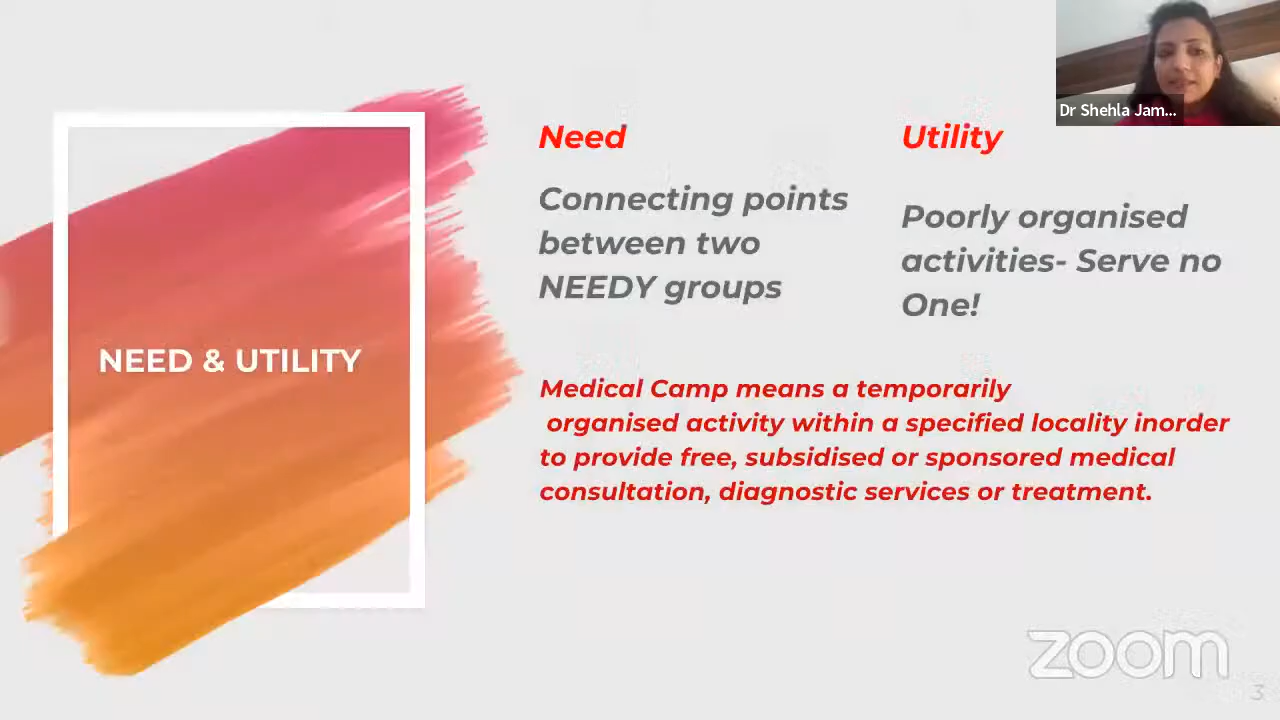 Dr Shehla Jam...
NEED & UTILITY
Need
Connecting points
between two
NEEDY groups
Utility
Poorly organised
activities- Serve no
One!
Medical Camp means a temporarily
organised activity within a specified locality inorder
to provide free, subsidised or sponsored medical
consultation, diagnostic services or treatment.
zoom
3